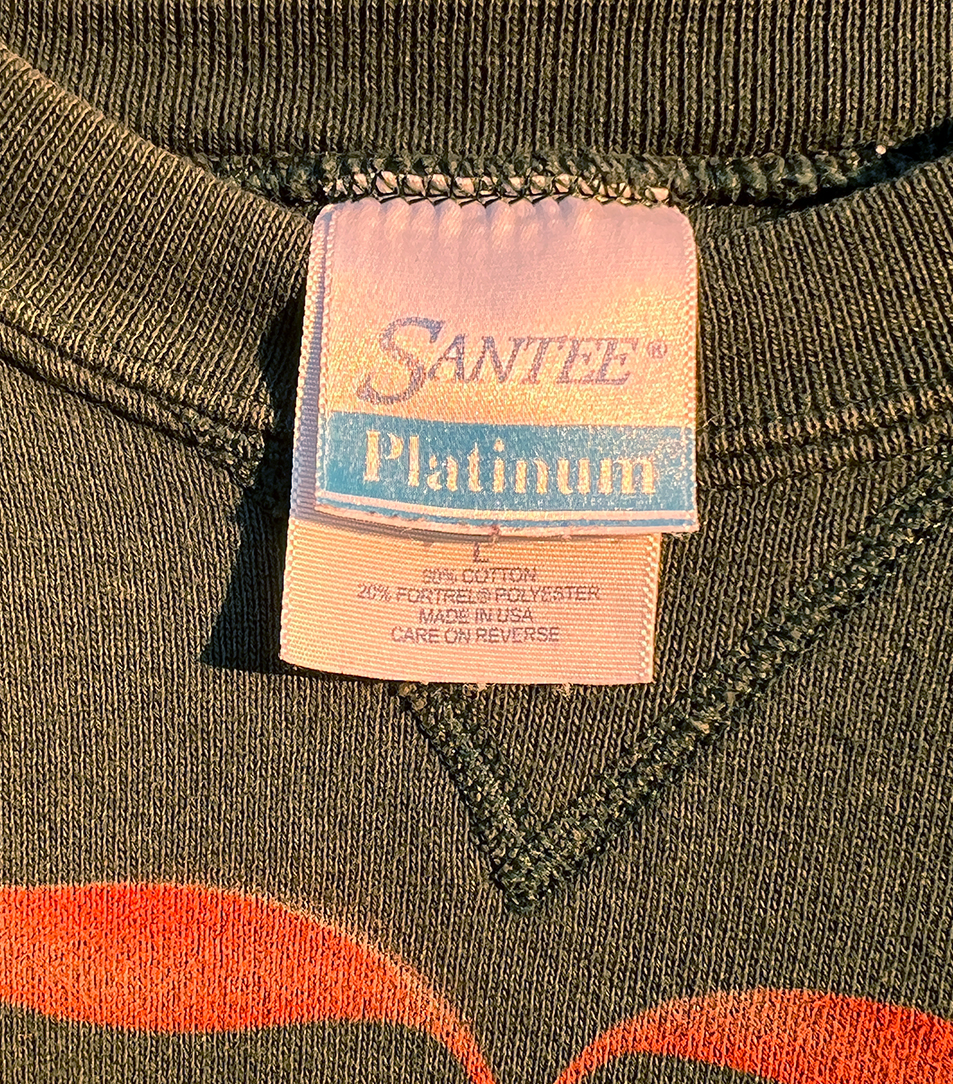 SANTEE®
Platinum
L
80% COTTON
20% FORTREL® POLYESTER
MADE IN USA
CARE ON REVERSE